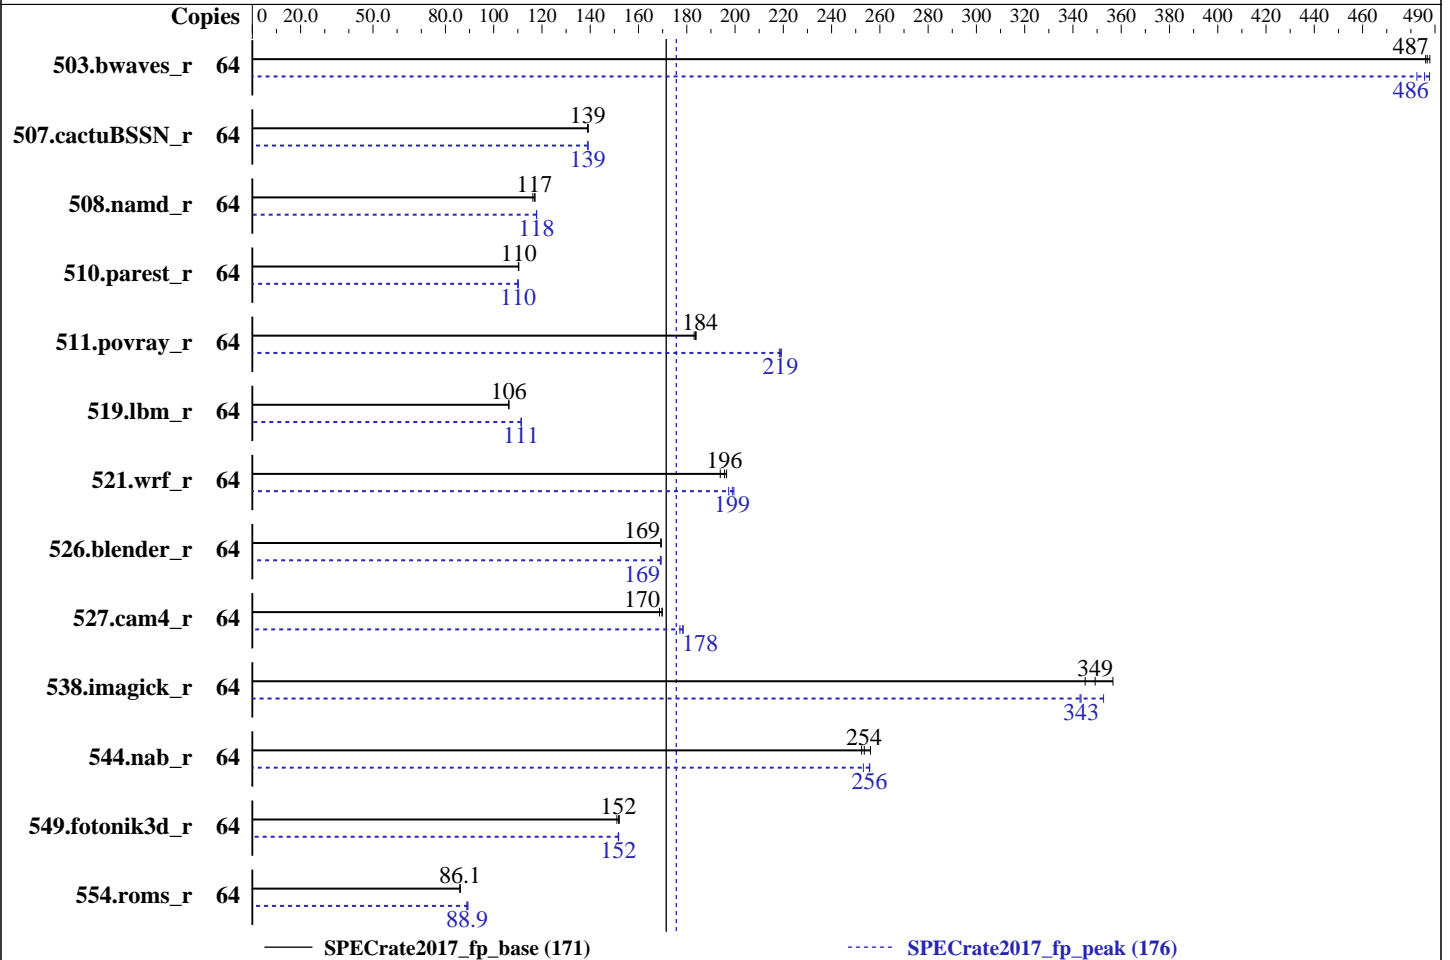 Copies 0 20.0 50.0 80.0 100 120 140 160 180 200 220 240 260 280 300 320 340 360 380 400 420 440 460 490
487
503.bwaves_r 64
486
139
507.cactuBSSN_r 64
139
117
508.namd_r 64
118
110
510.parest_r 64
110
184
511.povray_r 64
219
106
519.lbm_r 64
111
196
521.wrf_r 64
199
169
526.blender_r 64
169
170
527.cam4_r 64
178
349
538.imagick_r 64
343
254
544.nab_r 64
256
152
549.fotonik3d_r 64
152
86.1
554.roms_r 64
88.9
SPECrate2017_fp_base (171) SPECrate2017_fp_peak (176)